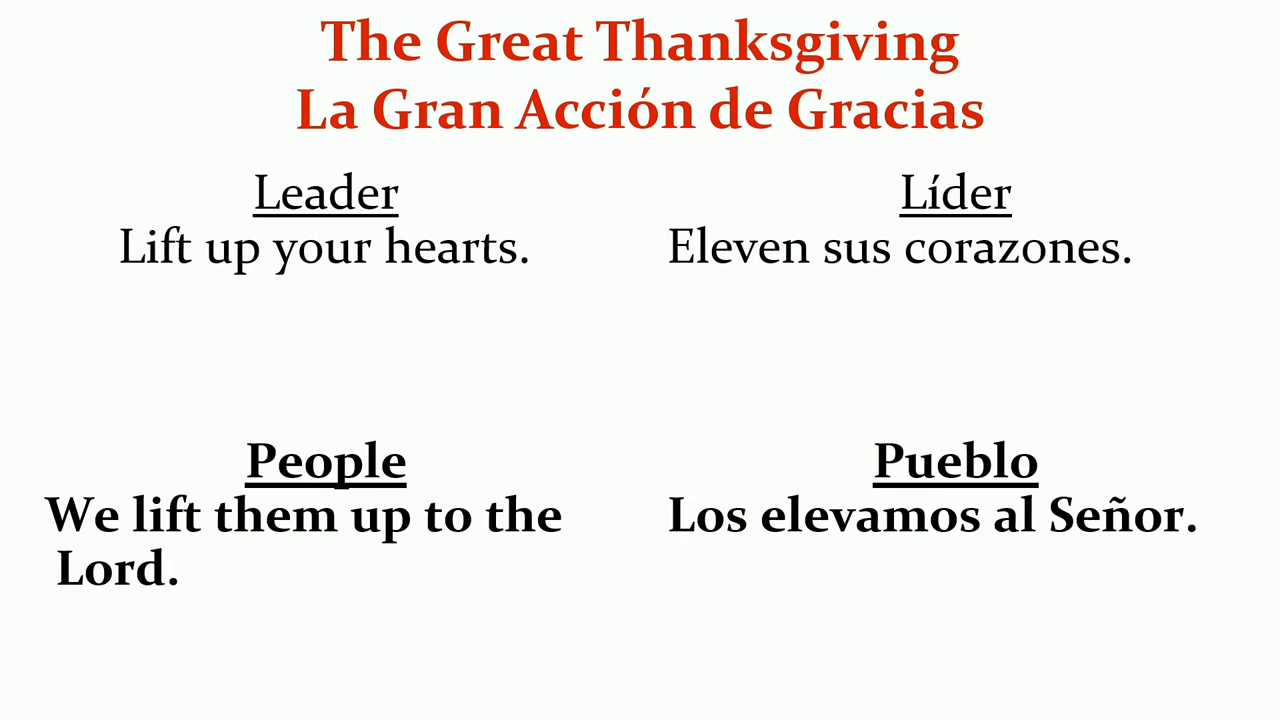 The Great Thanksgiving
La Gran Acción de Gracias
Leader
Lift up your hearts.
Líder
Eleven sus corazones.
People
We lift them up to the
Lord.
Pueblo
Los elevamos al Señor.